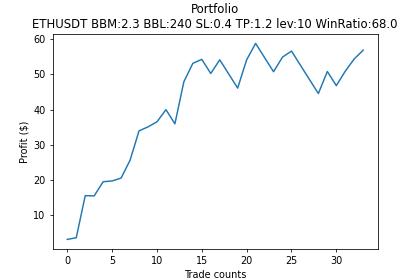 Portfolio
ETHUSDT BBM:2.3 BBL:240 SL:0.4 TP:1.2 lev:10 WinRatio:68.0
60
50
40
30
20
10
Profit ($)
0 5 10 15 20 25 30
Trade counts